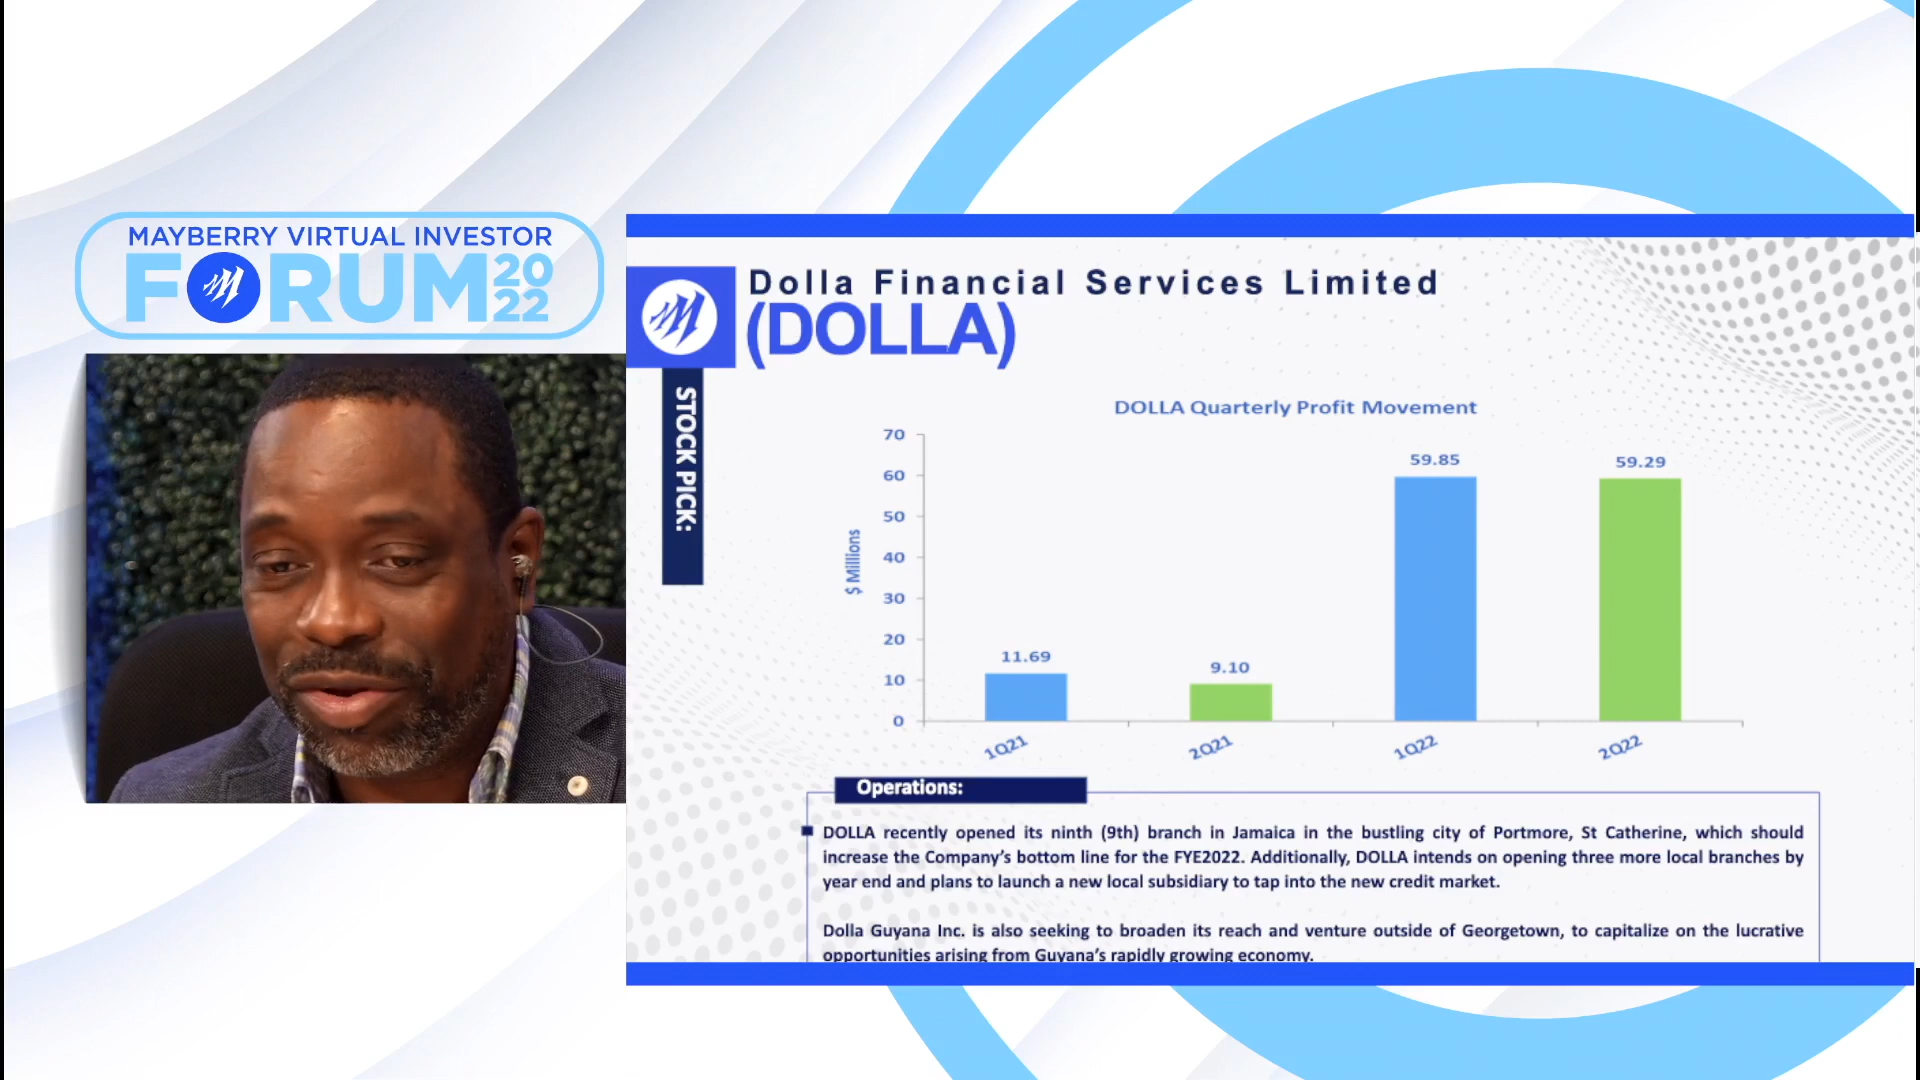 MAYBERRY VIRTUAL INVESTOR
FORUM 2022
Dolla Financial Services Limited
(DOLLA)
STOCK PICK:
DOLLA Quarterly Profit Movement
$ Millions
70
60
50
40
30
20
10
0
11.69
9.10
59.85
59.29
1Q21
2Q21
1Q22
2Q22
Operations:
DOLLA recently opened its ninth (9th) branch in Jamaica in the bustling city of Portmore, St Catherine, which should
increase the Company's bottom line for the FYE2022. Additionally, DOLLA intends on opening three more local branches by
year end and plans to launch a new local subsidiary to tap into the new credit market.
Dolla Guyana Inc. is also seeking to broaden its reach and venture outside of Georgetown, to capitalize on the lucrative
opportunities arising from Guyana's rapidly growing economy.